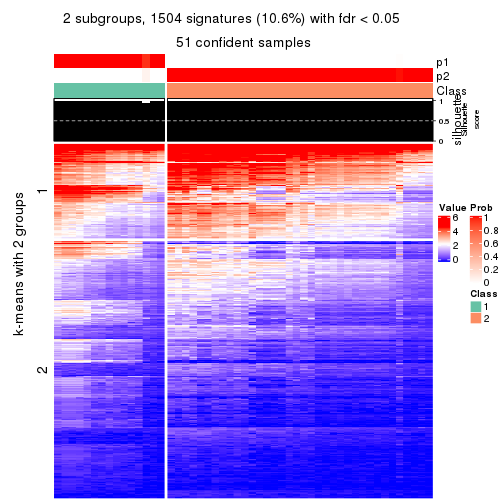 2 subgroups, 1504 signatures (10.6%) with fdr < 0.05
51 confident samples
p1
p2
Class
silhouette
Silhouette
score
1
0.5
0
k-means with 2 groups
1
2
Value
6
4
2
0
Prob
1
0.8
0.6
0.4
0.2
0
Class
1
2